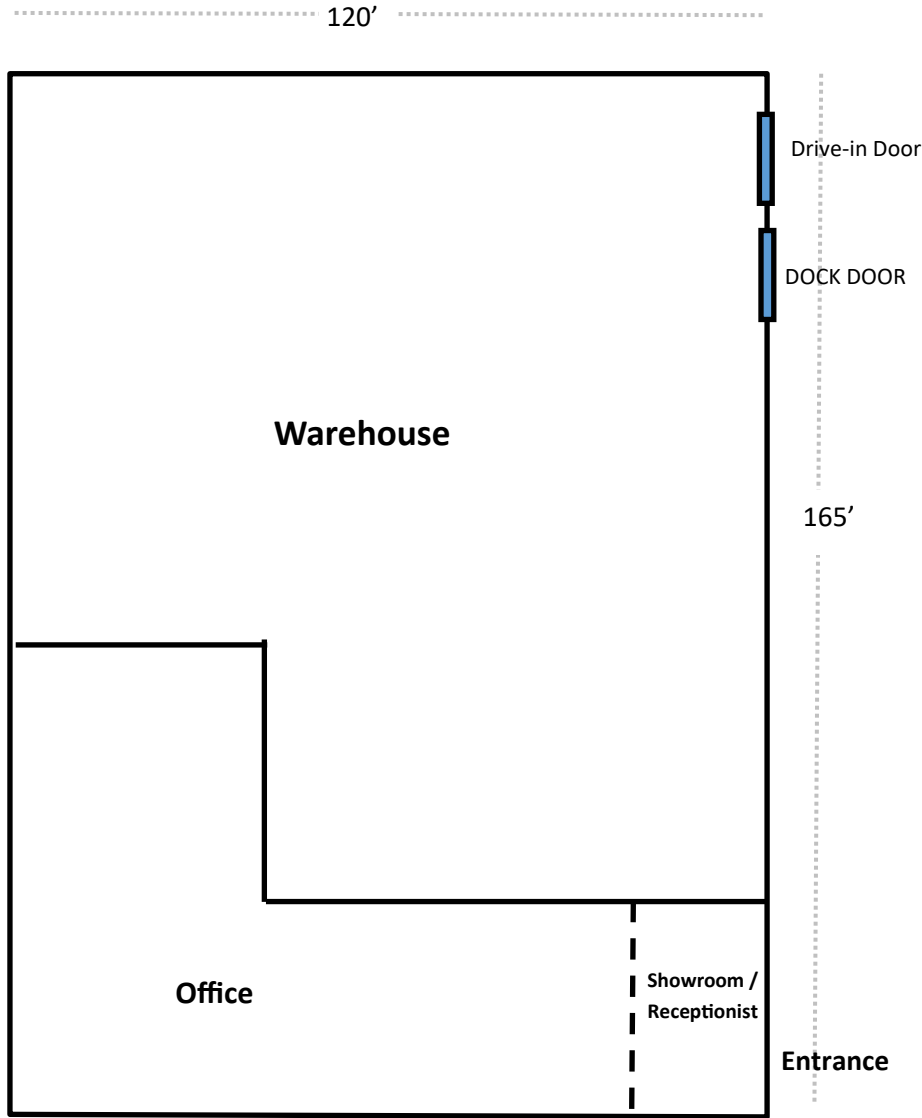 120’
Drive-in Door
DOCK DOOR
Warehouse
165’
Office
Showroom /
Receptionist
Entrance